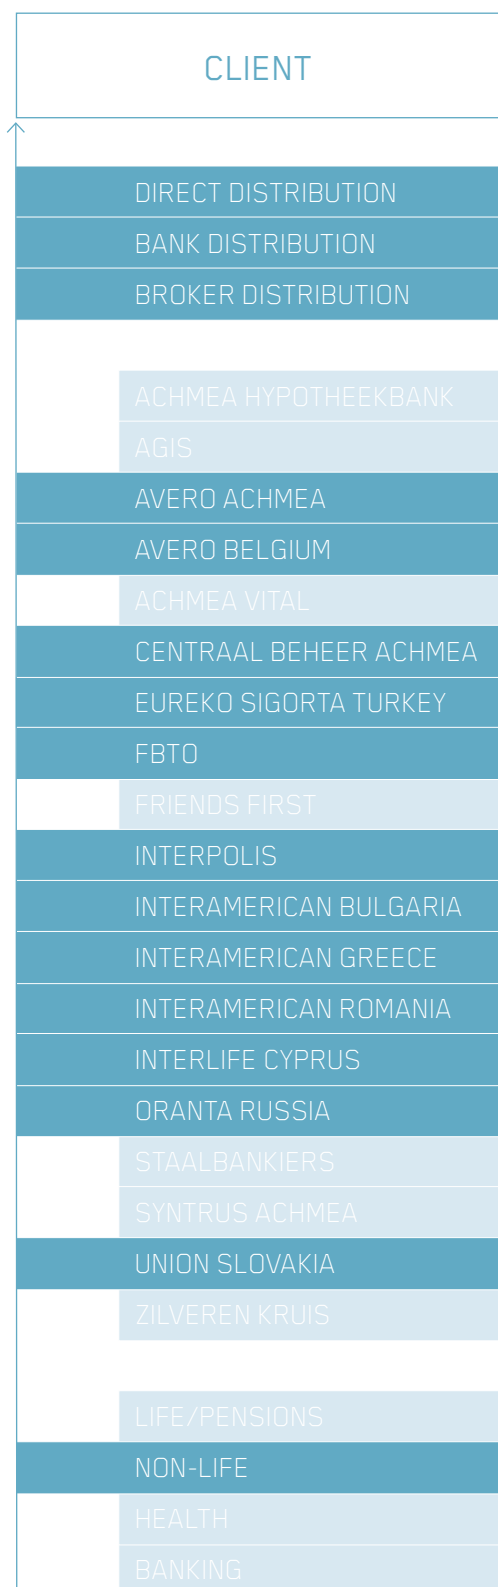 CLIENT
DIRECT DISTRIBUTION
BANK DISTRIBUTION
BROKER DISTRIBUTION
ACHMEA HYPOTHEEKBANK
AGIS
AVERO ACHMEA
AVERO BELGIUM
ACHMEA VITAL
CENTRAAL BEHEER ACHMEA
EUREKO SIGORTA TURKEY
FBTO
FRIENDS FIRST
INTERPOLIS
INTERAMERICAN BULGARIA
INTERAMERICAN GREECE
INTERAMERICAN ROMANIA
INTERLIFE CYPRUS
ORANTA RUSSIA
STAALBANKIERS
SYNTRUS ACHMEA
UNION SLOVAKIA
ZILVEREN KRUIS
LIFE/PENSIONS
NON-LIFE
HEALTH
BANKING